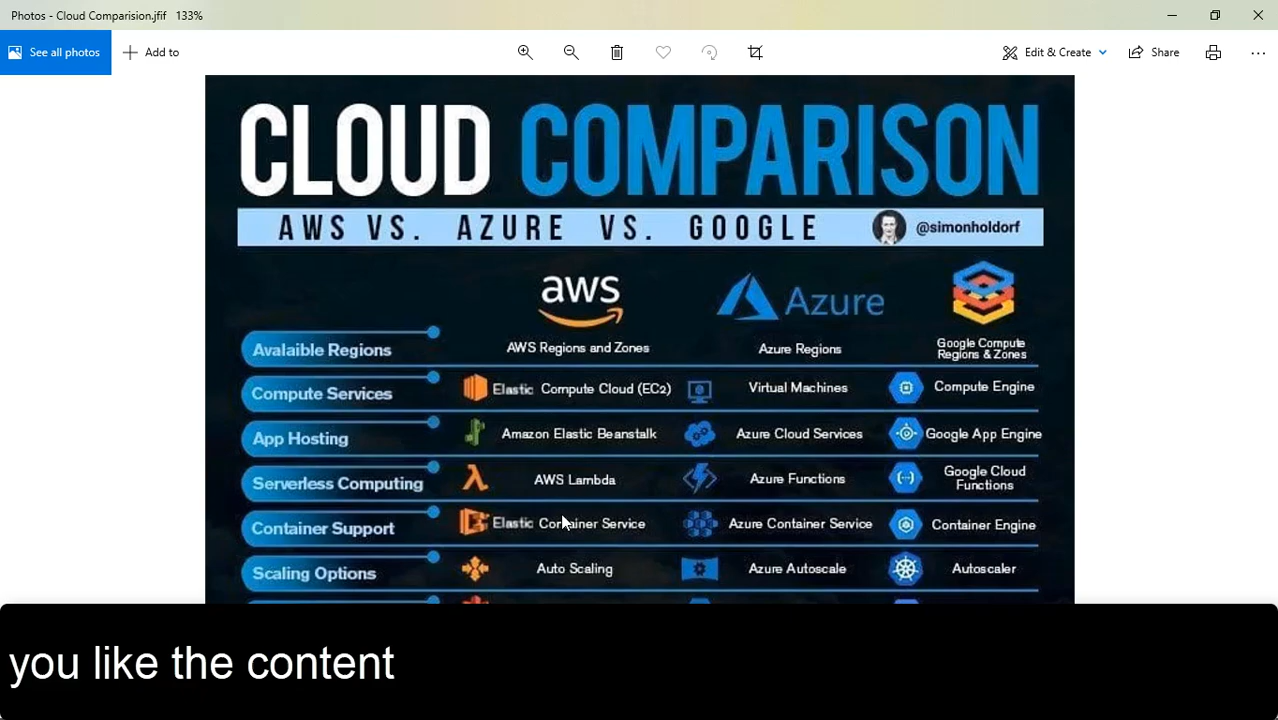 Photos - Cloud Comparision.jfif 133%
See all photos
Add to
Edit & Create
Share
CLOUD COMPARISON
AWS VS. AZURE VS. GOOGLE
@simonholdorf
aws
Azure
Avalaible Regions
AWS Regions and Zones
Azure Regions
Google Compute
Regions & Zones
Compute Services
Elastic Compute Cloud (EC2)
Virtual Machines
Compute Engine
App Hosting
Amazon Elastic Beanstalk
Azure Cloud Services
Google App Engine
Serverless Computing
AWS Lambda
Azure Functions
Google Cloud
Functions
Container Support
Elastic Container Service
Azure Container Service
Container Engine
Scaling Options
Auto Scaling
Azure Autoscale
Autoscaler
you like the content